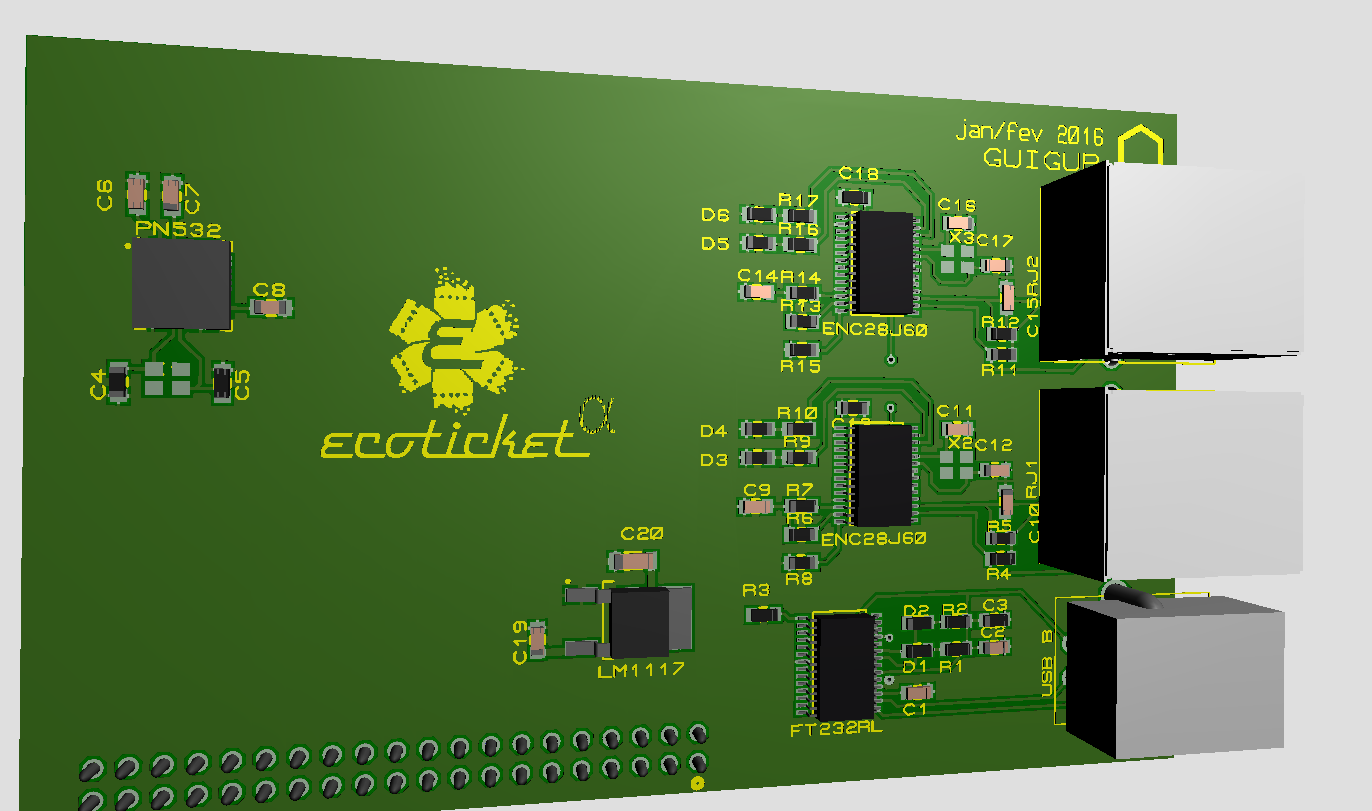 jan/fev 2016
GUIGUP
C6
C7
PN532
C8
C4
C5
ecoticket α
C18
R17
D6
R16
D5
C16
X3
C17
C14
R14
R13
ENC28J60
R15
C15
RJ2
R12
R11
R10
D4
R9
D3
C11
X2
C12
C9
R7
R6
ENC28J60
R8
C10
RJ1
R5
R4
C20
C19
LM1117
R3
D2
R2
C3
C2
D1
R1
C1
FT232RL
USB B